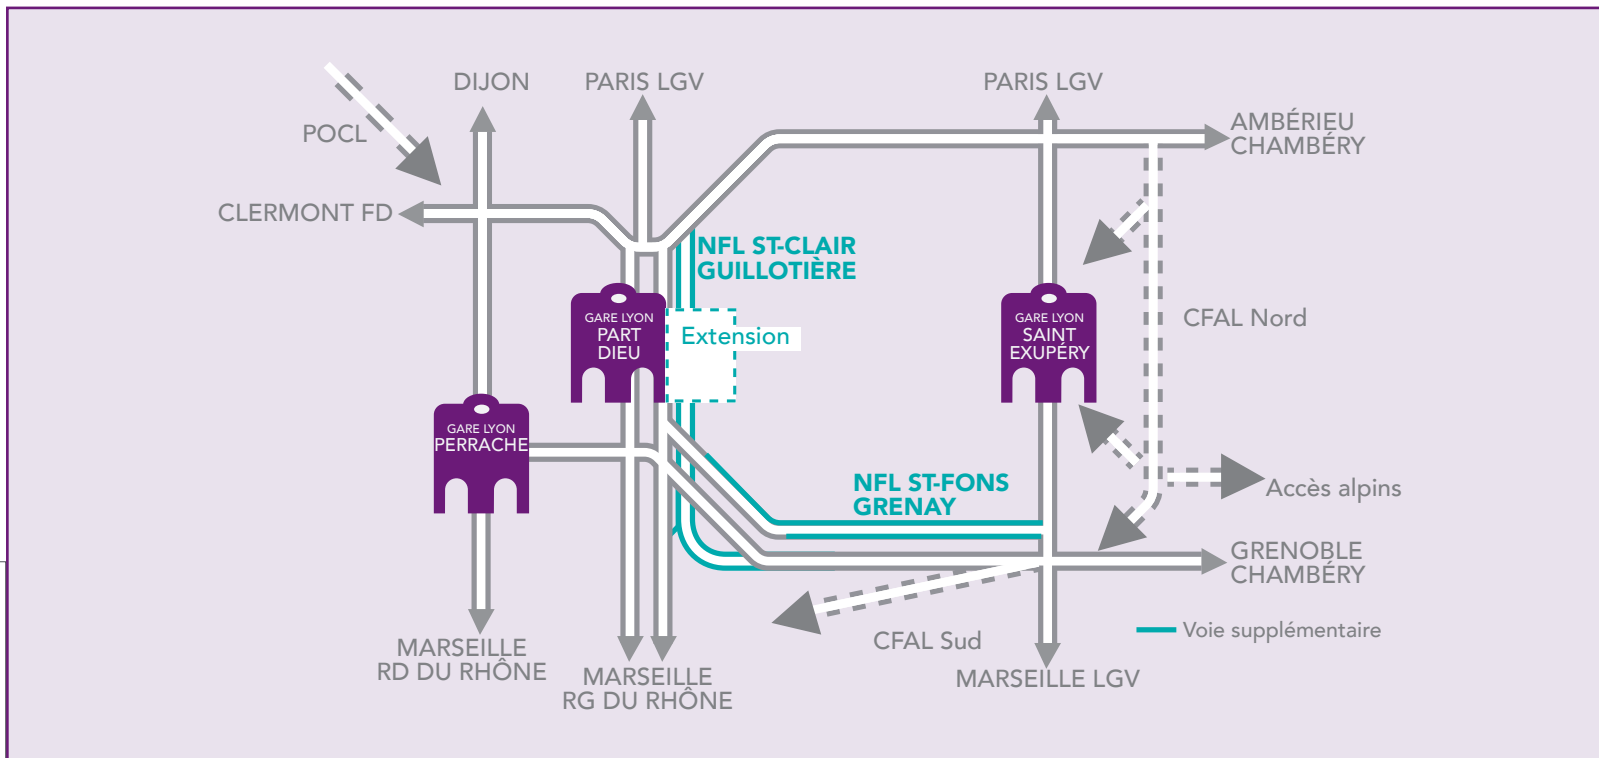 DIJON
PARIS LGV
PARIS LGV
POCL
AMBÉRIEU
CHAMBÉRY
CLERMONT FD
NFL ST-CLAIR
GUILLOTIÈRE
GARE LYON
PART
DIEU
Extension
GARE LYON
SAINT
EXUPÉRY
CFAL Nord
GARE LYON
PERRACHE
NFL ST-FONS
GRENAY
Accès alpins
GRENOBLE
CHAMBÉRY
CFAL Sud
Voie supplémentaire
MARSEILLE
RD DU RHÔNE
MARSEILLE
RG DU RHÔNE
MARSEILLE LGV